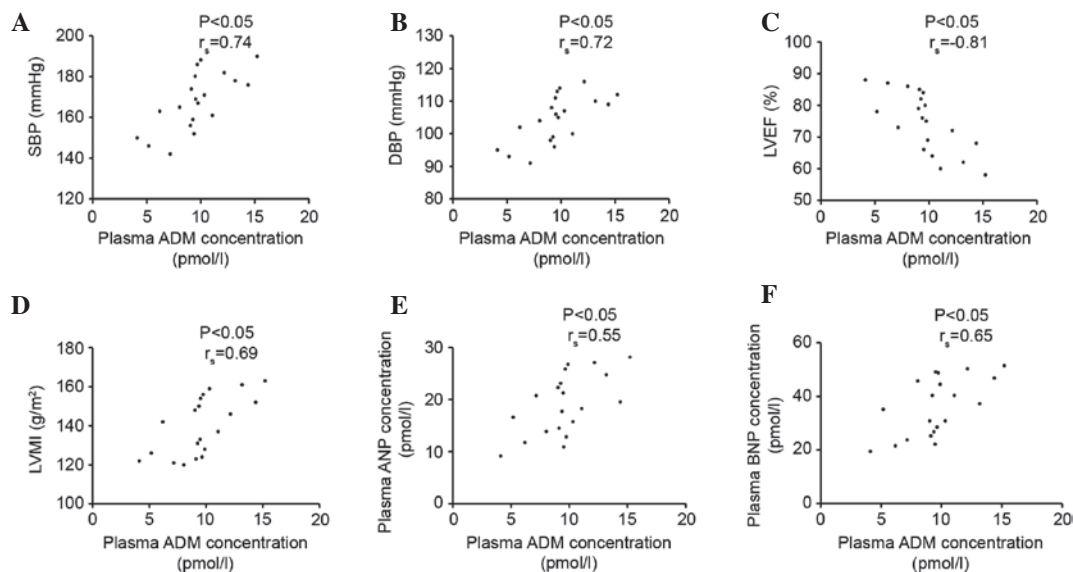 A
P<0.05
rs=0.74
SBP (mmHg)
200
180
160
140
120
0
5
10
15
20
Plasma ADM concentration
(pmol/l)
B
P<0.05
rs=0.72
DBP (mmHg)
130
120
110
100
90
80
0
5
10
15
20
Plasma ADM concentration
(pmol/l)
C
P<0.05
rs=-0.81
LVEF (%)
100
90
80
70
60
50
0
5
10
15
20
Plasma ADM concentration
(pmol/l)
D
P<0.05
rs=0.69
LVMI (g/m²)
180
160
140
120
100
0
5
10
15
20
Plasma ADM concentration
(pmol/l)
E
P<0.05
rs=0.55
Plasma ANP concentration
(pmol/l)
30
20
10
0
0
5
10
15
20
Plasma ADM concentration
(pmol/l)
F
P<0.05
rs=0.65
Plasma BNP concentration
(pmol/l)
60
40
20
0
0
5
10
15
20
Plasma ADM concentration
(pmol/l)